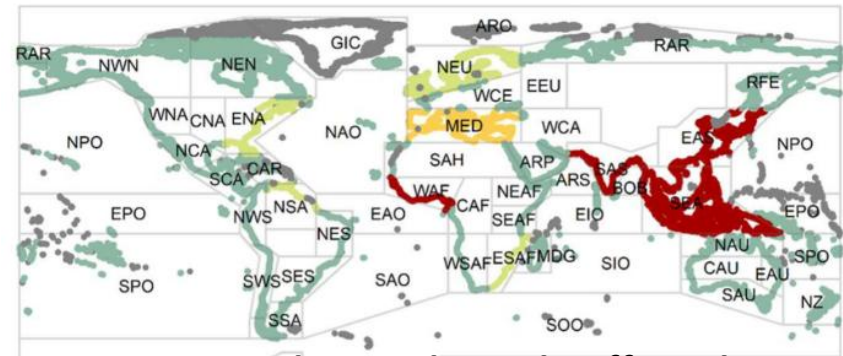 ARO
GIC
RAR
RAR
NWN
NEN
NEU
RFE
WCE
EEU
WNA
CNA
ENA
MED
WCA
EAS
NPO
NAO
NPO
NCA
SAH
ARP
CAR
SAS
SCA
ARS
BOB
WAF
NEAF
CAF
SEA
NSA
EPO
NWS
EAO
SEAF
EIO
EPO
NES
NAU
SPO
WSAF
ESAF
MDG
SIO
CAU
EAU
SPO
SWS
SES
SAO
SAU
NZ
SSA
SOO